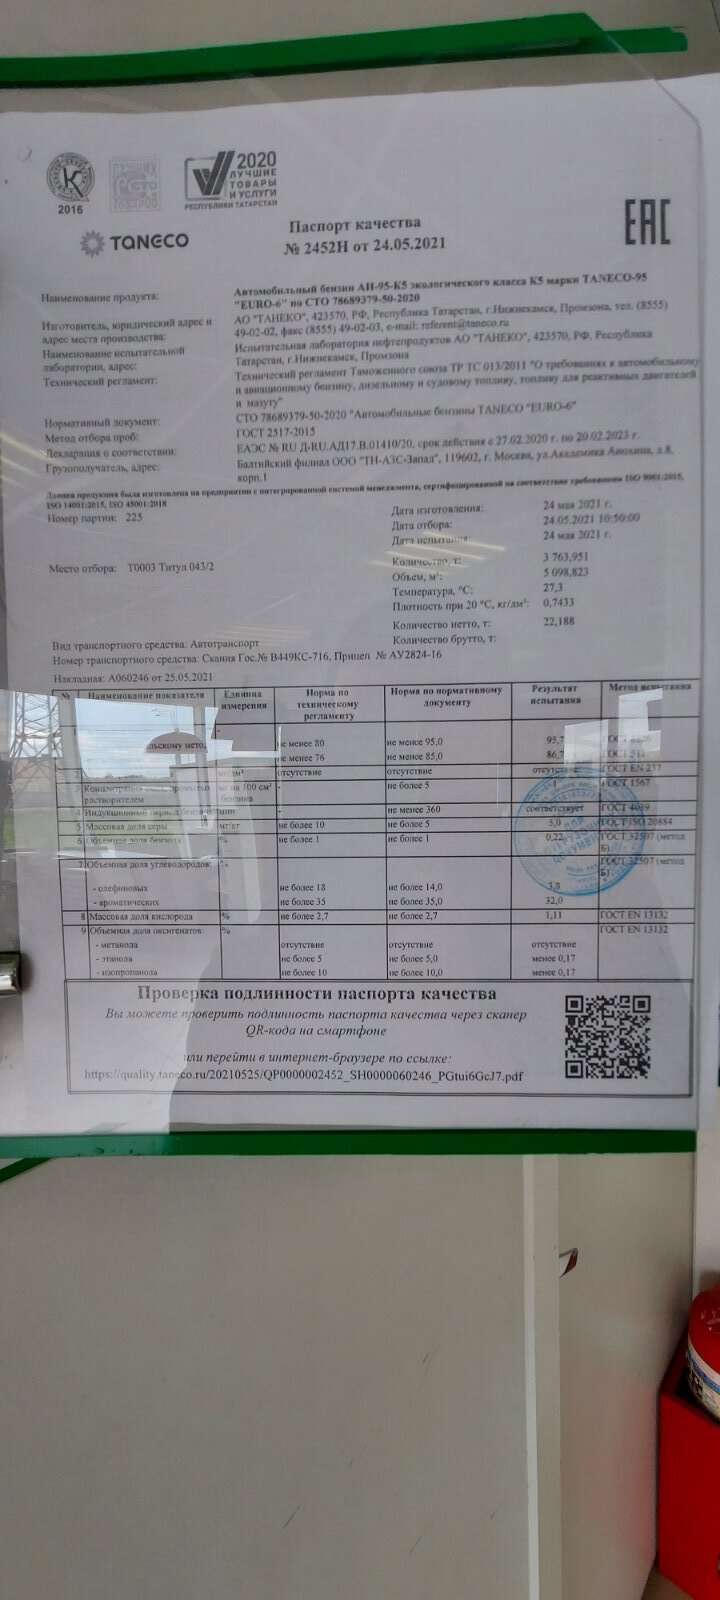 2016
2020
ЛУЧШИЕ
ТОВАРЫ
И УСЛУГИ
РЕСПУБЛИКИ ТАТАРСТАН
ЛУЧШИХ
ТОВАРОВ
EAC
TANECO
Паспорт качества
№ 2452Н от 24.05.2021
Наименование продукта: Автомобильный бензин АИ-95-К5 экологического класса К5 марки TANECO-95
"EURO-6" по СТО 78689379-50-2020
Изготовитель, юридический адрес и адрес места производства: АО "ТАНЕКО", 423570, РФ, Республика Татарстан, г.Нижнекамск, Промзона, тел. (8555)
49-02-02, факс (8555) 49-02-03, e-mail: referent@taneco.ru
Наименование испытательной лаборатории, адрес: Испытательная лаборатория нефтепродуктов АО "ТАНЕКО", 423570, РФ, Республика
Татарстан, г.Нижнекамск, Промзона
Технический регламент: Технический регламент Таможенного союза ТР ТС 013/2011 "О требованиях к автомобильному
и авиационному бензину, дизельному и судовому топливу, топливу для реактивных двигателей
и мазуту"
Нормативный документ: СТО 78689379-50-2020 "Автомобильные бензины TANECO "EURO-6"
Метод отбора проб: ГОСТ 2517-2015
Декларация о соответствии: ЕАЭС № RU Д-RU.АД17.В.01410/20, срок действия с 27.02.2020 г. по 20.02.2023 г.
Грузополучатель, адрес: Балтийский филиал ООО "ТН-АЗС-Запад", 119602, г. Москва, ул.Академика Анохина, д.8,
корп.1
Данная продукция была изготовлена на предприятии с интегрированной системой менеджмента, сертифицированной на соответствие требованиям ISO 9001:2015,
ISO 14001:2015, ISO 45001:2018
Номер партии: 225
Дата изготовления: 24 мая 2021 г.
Дата отбора: 24.05.2021 10:50:00
Дата испытания: 24 мая 2021 г.
Место отбора: Т0003 Титул 043/2
Количество, т: 3 763,951
Объем, м³: 5 098,823
Температура, °С: 27,3
Плотность при 20 °С, кг/дм³: 0,7433
Количество нетто, т: 22,188
Количество брутто, т:
Вид транспортного средства: Автотранспорт
Номер транспортного средства: Скания Гос.№ В449КС-716, Прицеп № АУ2824-16
Накладная: А060246 от 25.05.2021
№ Наименование показателя Единица измерения Норма по техническому регламенту Норма по нормативному документу Результат испытания Метод испытания
не менее 80 не менее 95,0 95,7
не менее 76 не менее 85,0 86,7
2 мг/дм³ отсутствие отсутствие отсутствие ГОСТ EN 237
3 Концентрация растворителем мг на 100 см³ бензина - не более 5 1 ГОСТ 1567
4 Индукционный период бензина - не менее 360 соответствует ГОСТ 4039
5 Массовая доля серы мг/кг не более 10 не более 5 5,0 ГОСТ ISO 20884
6 Объемная доля бензола % не более 1 не более 1 0,22 ГОСТ 32507 (метод Б)
7 Объемная доля углеводородов: % ГОСТ 32507 (метод Б)
- олефиновых не более 18 не более 14,0 3,8
- ароматических не более 35 не более 35,0 32,0
8 Массовая доля кислорода % не более 2,7 не более 2,7 1,11 ГОСТ EN 13132
9 Объемная доля оксигенатов: % ГОСТ EN 13132
- метанола отсутствие отсутствие отсутствие
- этанола не более 5 не более 5,0 менее 0,17
- изопропанола не более 10 не более 10,0 менее 0,17
Проверка подлинности паспорта качества
Вы можете проверить подлинность паспорта качества через сканер
QR-кода на смартфоне
или перейти в интернет-браузере по ссылке:
https://quality.taneco.ru/20210525/QP0000002452_SH0000060246_PGtui6GcJ7.pdf